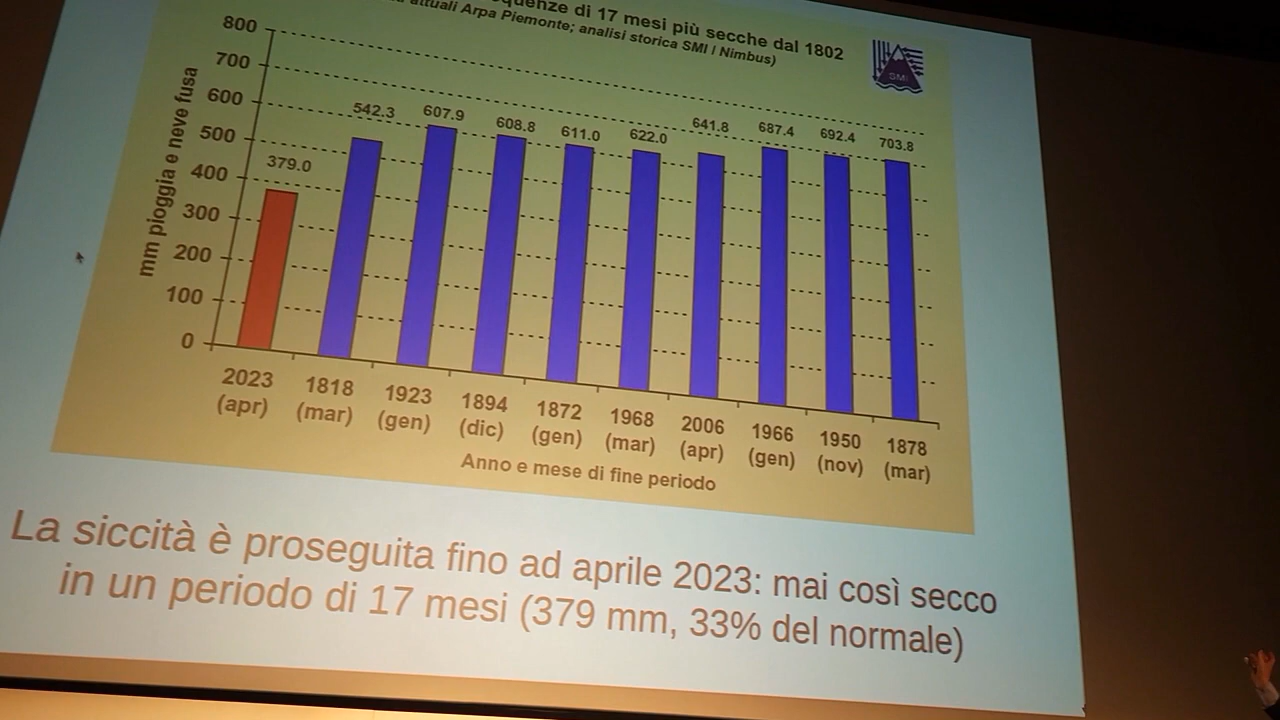 di 17 mesi più secche dal 1802
attuali Arpa Piemonte; analisi storica SMI / Nimbus)
SMI
mm pioggia e neve fusa
800
700
600
500
400
300
200
100
0
379.0
542.3
607.9
608.8
611.0
622.0
641.8
687.4
692.4
703.8
2023
(apr)
1818
(mar)
1923
(gen)
1894
(dic)
1872
(gen)
1968
(mar)
2006
(apr)
1966
(gen)
1950
(nov)
1878
(mar)
Anno e mese di fine periodo
La siccità è proseguita fino ad aprile 2023: mai così secco
in un periodo di 17 mesi (379 mm, 33% del normale)